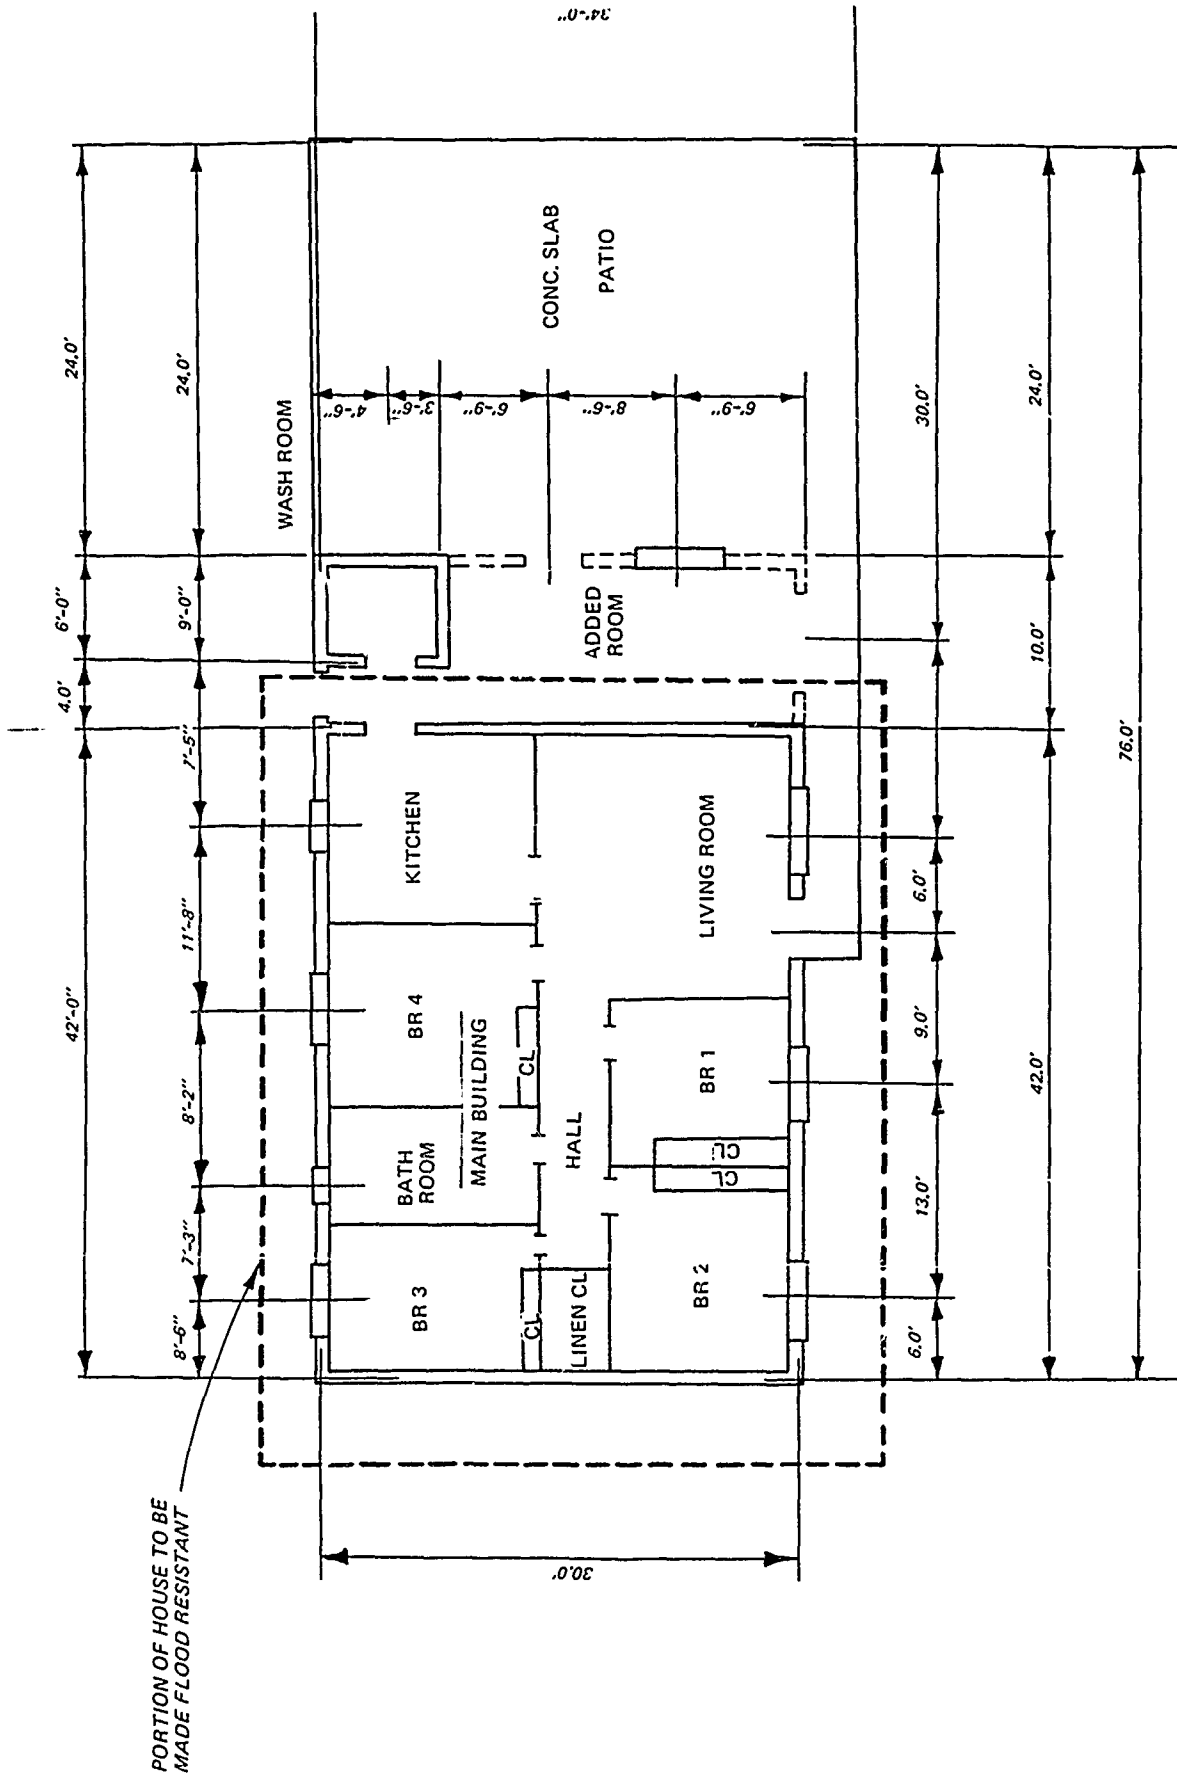 PORTION OF HOUSE TO BE
MADE FLOOD RESISTANT
42'-0"
4.0'
6'-0"
24.0'
8'-6"
7'-3"
8'-2"
11'-8"
7'-5"
9'-0"
24.0'
WASH ROOM
34'-0"
4'-6"
3'-6"
6'-9"
8'-6"
6'-9"
BR 3
BATH
ROOM
BR 4
KITCHEN
MAIN BUILDING
CL
CL
LINEN CL
HALL
ADDED
ROOM
CONC. SLAB
PATIO
BR 2
CL
CL
BR 1
LIVING ROOM
30.0'
6.0'
13.0'
9.0'
6.0'
30.0'
42.0'
10.0'
24.0'
76.0'